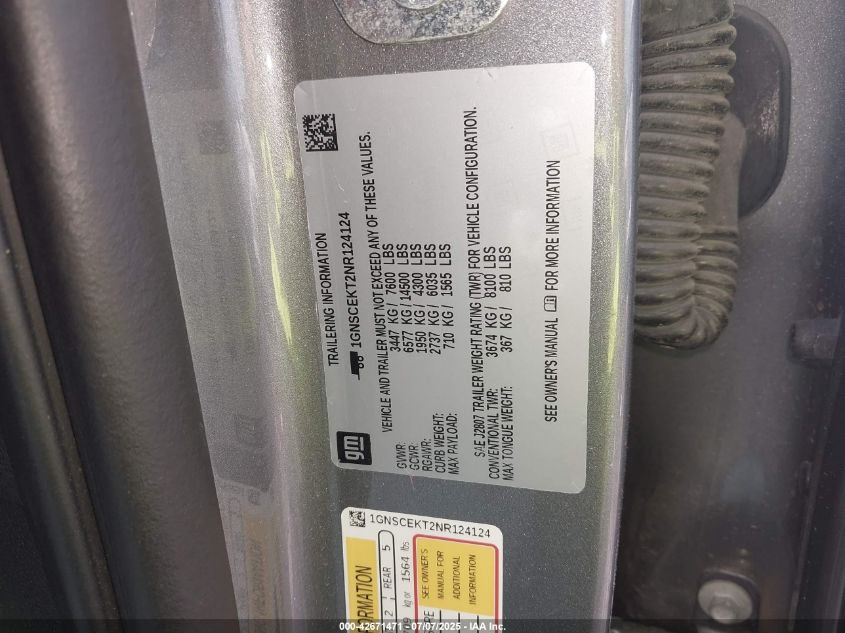 TRAILERING INFORMATION
1GNSCEKT2NR124124
VEHICLE AND TRAILER MUST NOT EXCEED ANY OF THESE VALUES.
GVWR: 3447 KG / 7600 LBS
GCWR: 6577 KG / 14500 LBS
RGAWR: 1950 KG / 4300 LBS
CURB WEIGHT: 2737 KG / 6035 LBS
MAX PAYLOAD: 710 KG / 1565 LBS
SAE J2807 TRAILER WEIGHT RATING (TWR) FOR VEHICLE CONFIGURATION.
CONVENTIONAL TWR: 3674 KG / 8100 LBS
MAX TONGUE WEIGHT: 367 KG / 810 LBS
SEE OWNER'S MANUAL FOR MORE INFORMATION
gm
1GNSCEKT2NR124124
2 REAR 5
kg or 1564 lbs
SEE OWNER'S
MANUAL FOR
ADDITIONAL
INFORMATION
000-42671471 - 07/07/2025 - IAA, Inc.